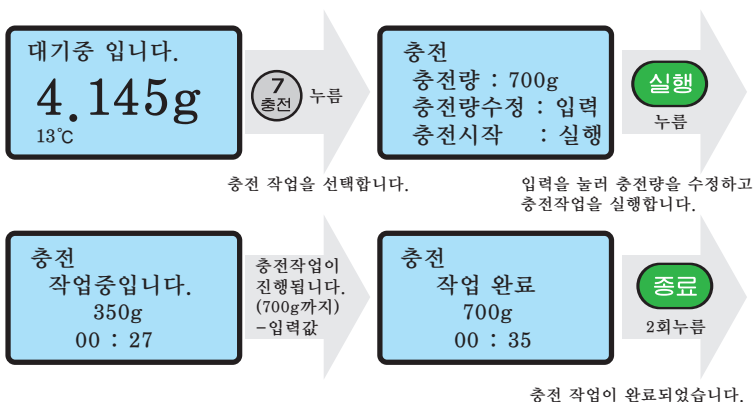 대기중 입니다.
4.145g
13℃
7
충전
누름
충전
충전량 : 700g
충전량수정 : 입력
충전시작 : 실행
실행
누름
충전 작업을 선택합니다.
입력을 눌러 충전량을 수정하고
충전작업을 실행합니다.
충전
작업중입니다.
350g
00 : 27
충전작업이
진행됩니다.
(700g까지)
-입력값
충전
작업 완료
700g
00 : 35
종료
2회누름
충전 작업이 완료되었습니다.